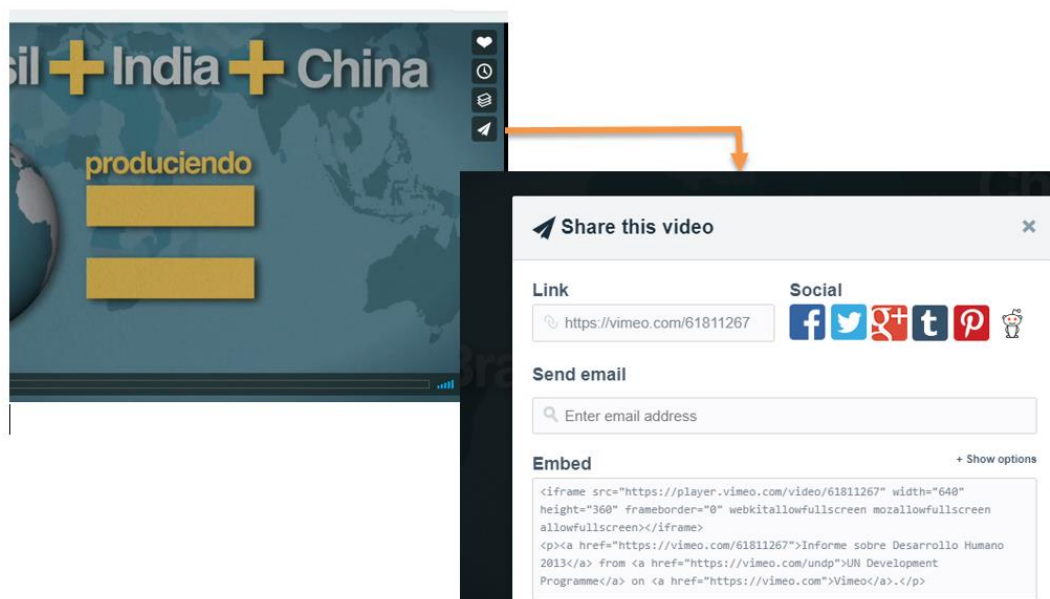 sil + India + China
produciendo
Share this video
Link
Social
https://vimeo.com/61811267
Send email
Enter email address
Embed
+ Show options
<iframe src="https://player.vimeo.com/video/61811267" width="640"
height="360" frameborder="0" webkitallowfullscreen mozallowfullscreen
allowfullscreen></iframe>
<p><a href="https://vimeo.com/61811267">Informe sobre Desarrollo Humano
2013</a> from <a href="https://vimeo.com/undp">UN Development
Programme</a> on <a href="https://vimeo.com">Vimeo</a>.</p>